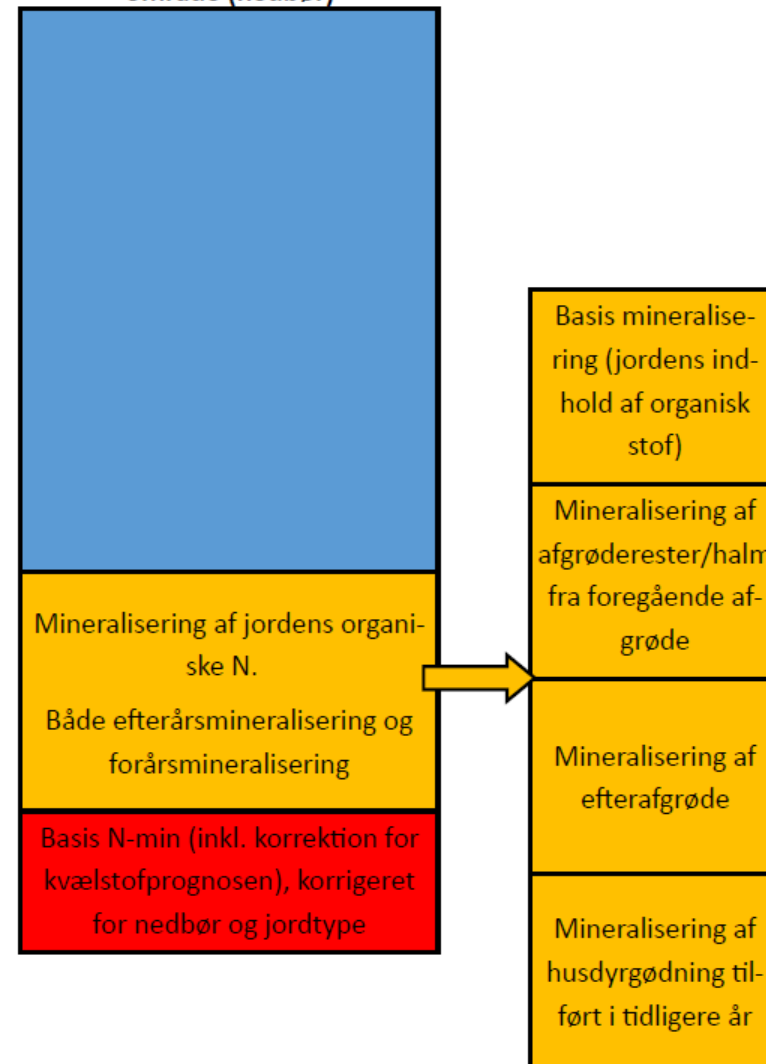 område (nedbør)
Mineralisering af jordens organi-
ske N.
Både efterårsmineralisering og
forårsmineralisering
Basis N-min (inkl. korrektion for
kvælstofprognosen), korrigeret
for nedbør og jordtype
Basis mineralise-
ring (jordens ind-
hold af organisk
stof)
Mineralisering af
afgrøderester/halm
fra foregående af-
grøde
Mineralisering af
efterafgrøde
Mineralisering af
husdyrgødning til-
ført i tidligere år